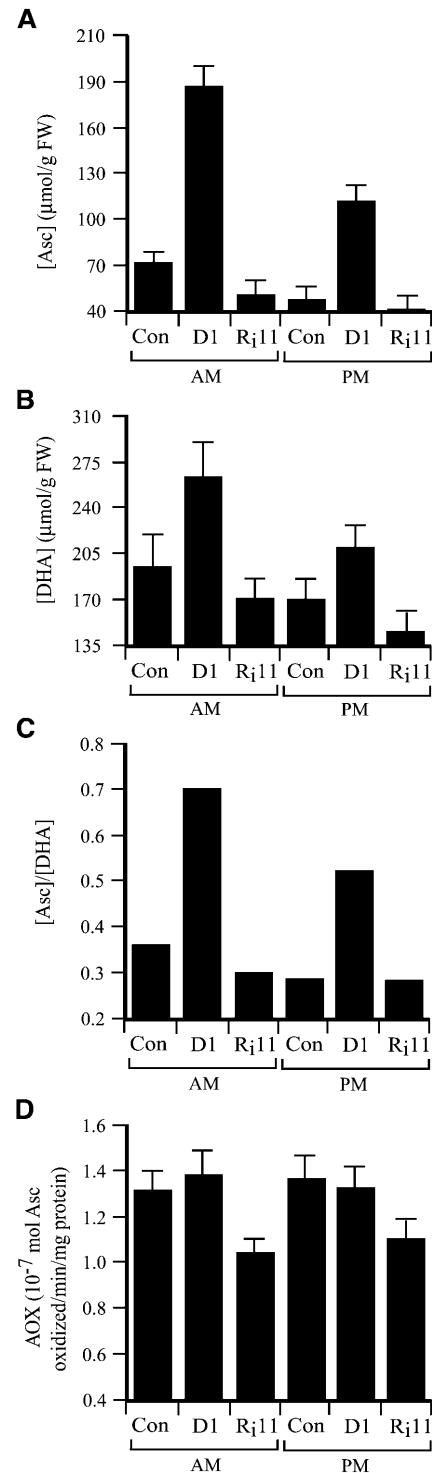 A
210
190
160
130
100
70
40
[Asc] (µmol/g FW)
Con D1 Ri11 Con D1 Ri11
AM PM
B
310
275
240
205
170
135
[DHA] (µmol/g FW)
Con D1 Ri11 Con D1 Ri11
AM PM
C
0.8
0.7
0.5
0.4
0.3
0.2
[Asc]/[DHA]
Con D1 Ri11 Con D1 Ri11
AM PM
D
1.6
1.4
1.2
1.0
0.8
0.6
0.4
AOX (10-7 mol Asc
oxidized/min/mg protein)
Con D1 Ri11 Con D1 Ri11
AM PM